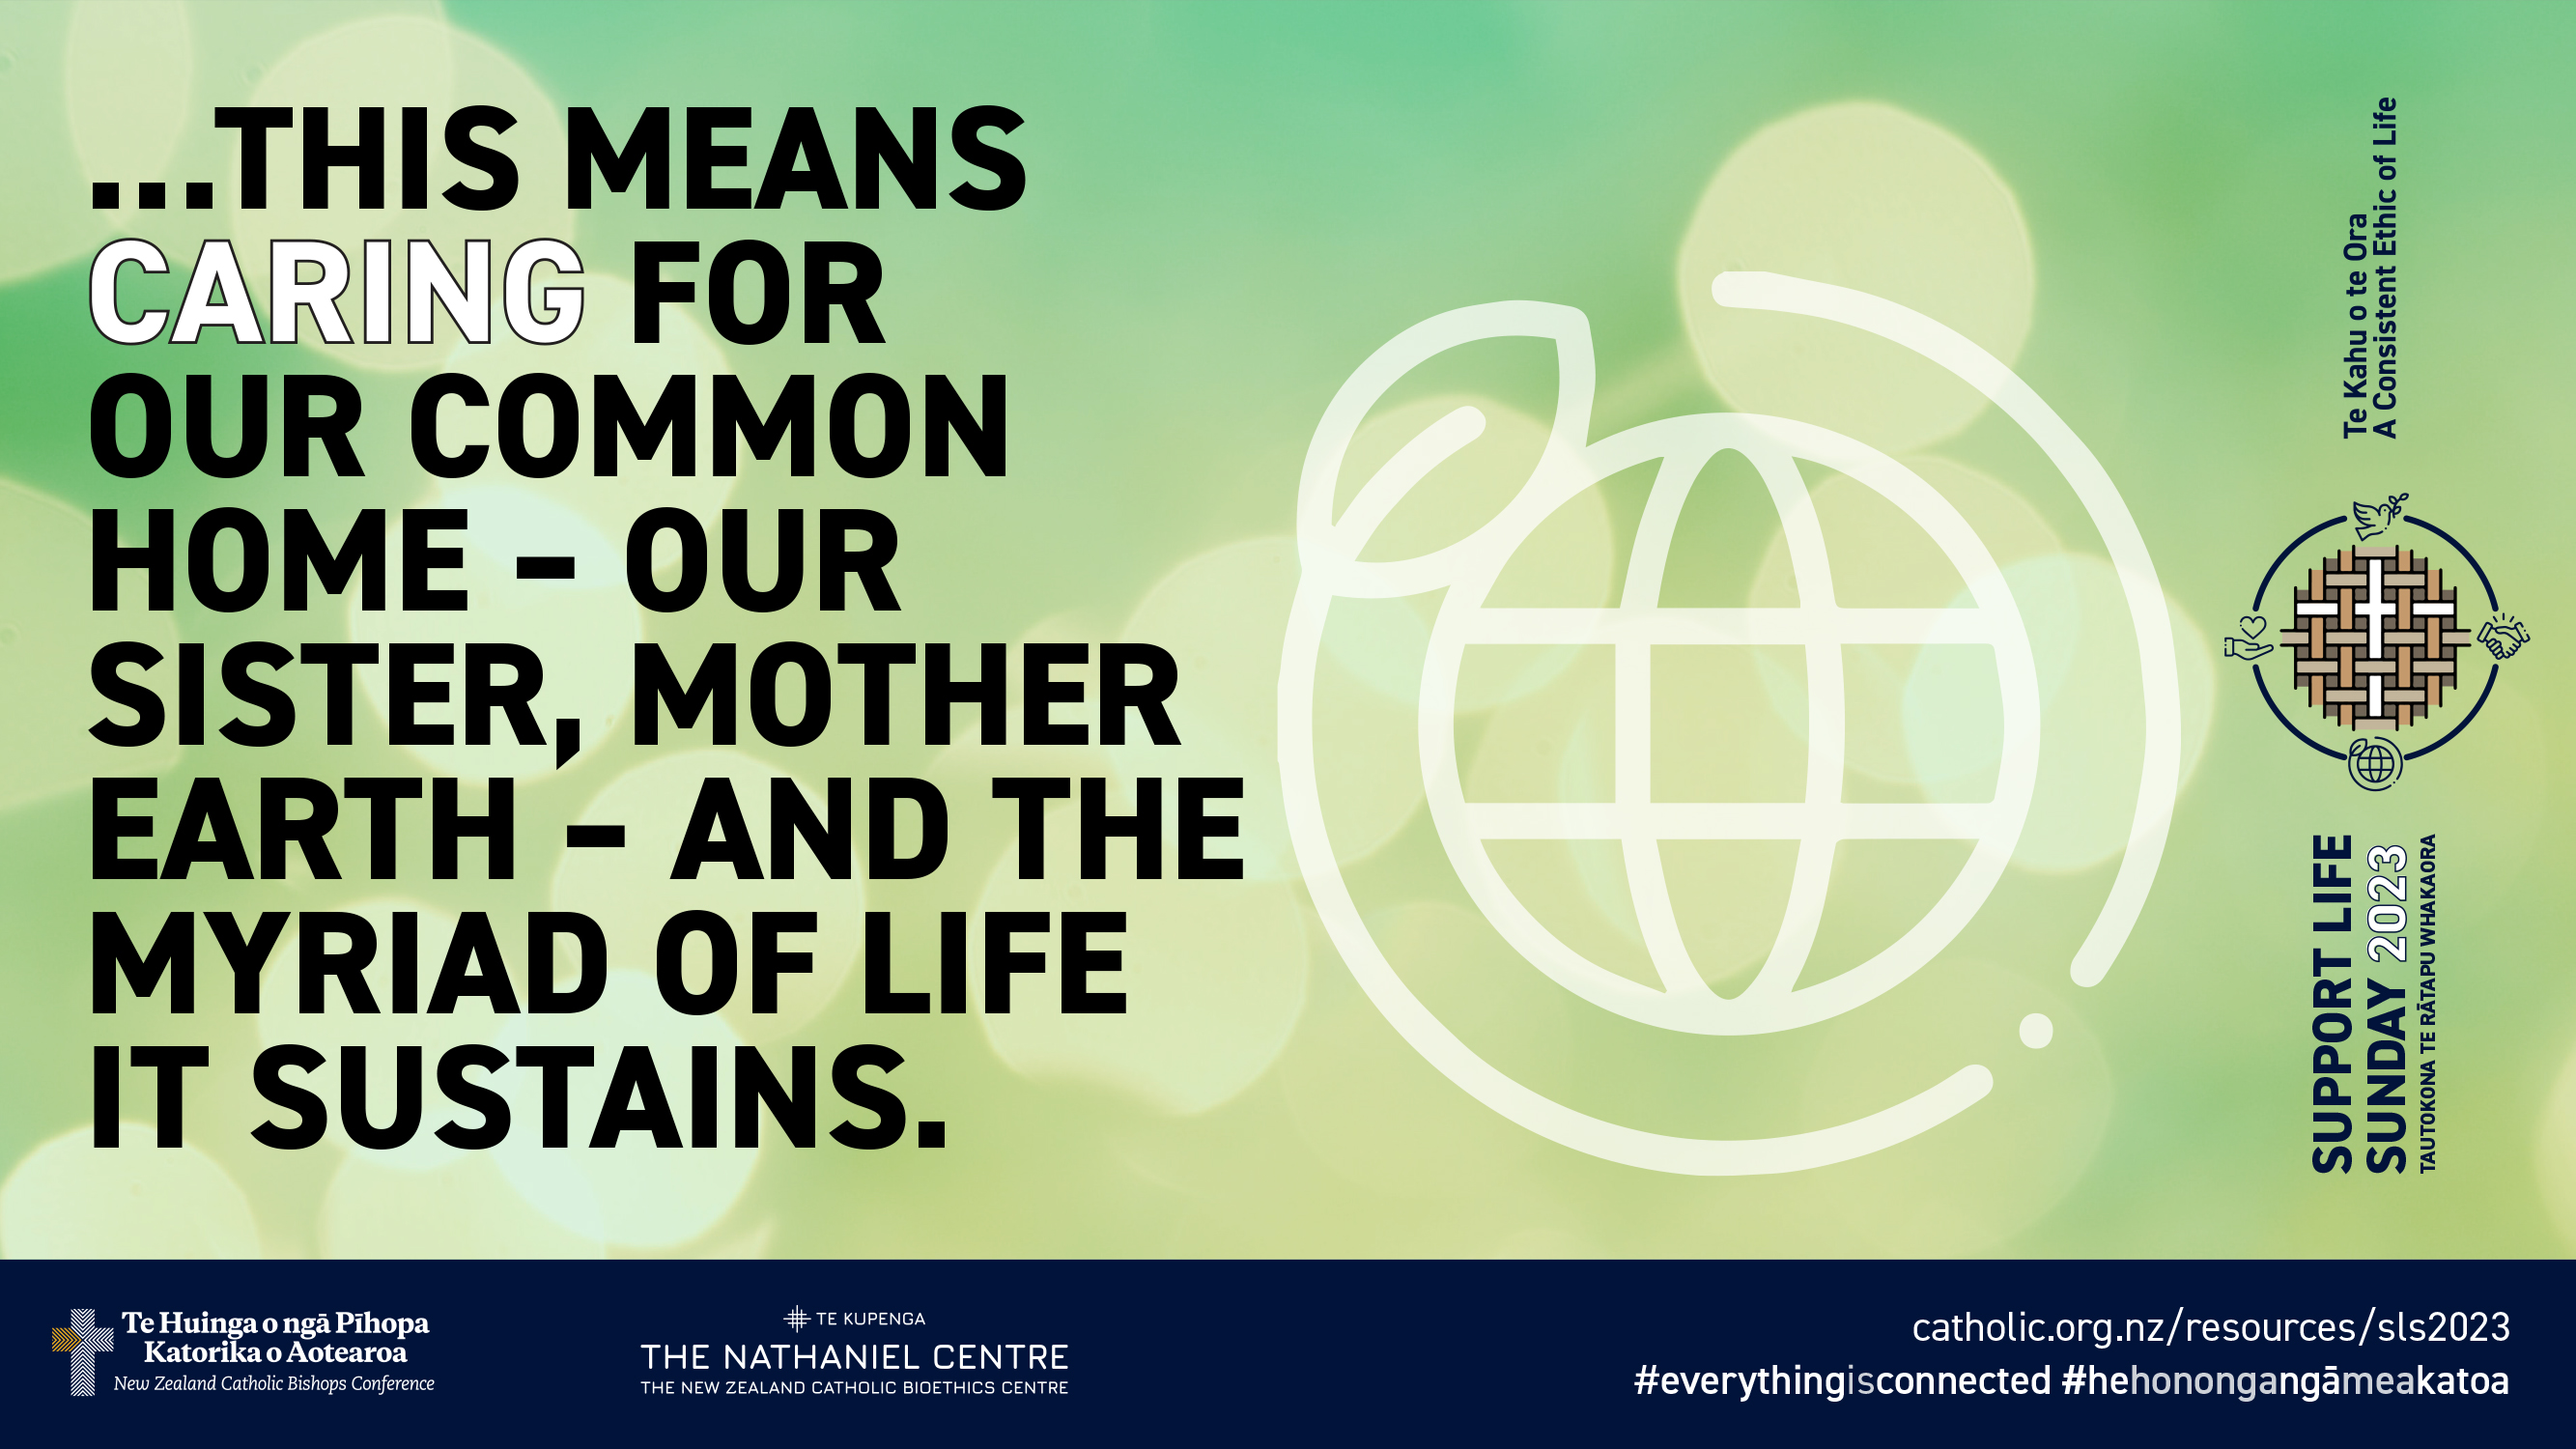 ...THIS MEANS
CARING FOR
OUR COMMON
HOME – OUR
SISTER, MOTHER
EARTH – AND THE
MYRIAD OF LIFE
IT SUSTAINS.
Te Kahu o te Ora
A Consistent Ethic of Life
SUPPORT LIFE
SUNDAY 2023
TAUTOKONA TE RĀTAPU WHAKAORA
Te Huinga o ngā Pīhopa
Katorika o Aotearoa
New Zealand Catholic Bishops Conference
TE KUPENGA
THE NATHANIEL CENTRE
THE NEW ZEALAND CATHOLIC BIOETHICS CENTRE
catholic.org.nz/resources/sls2023
#everythingisconnected #hehonongangāmeakatoa